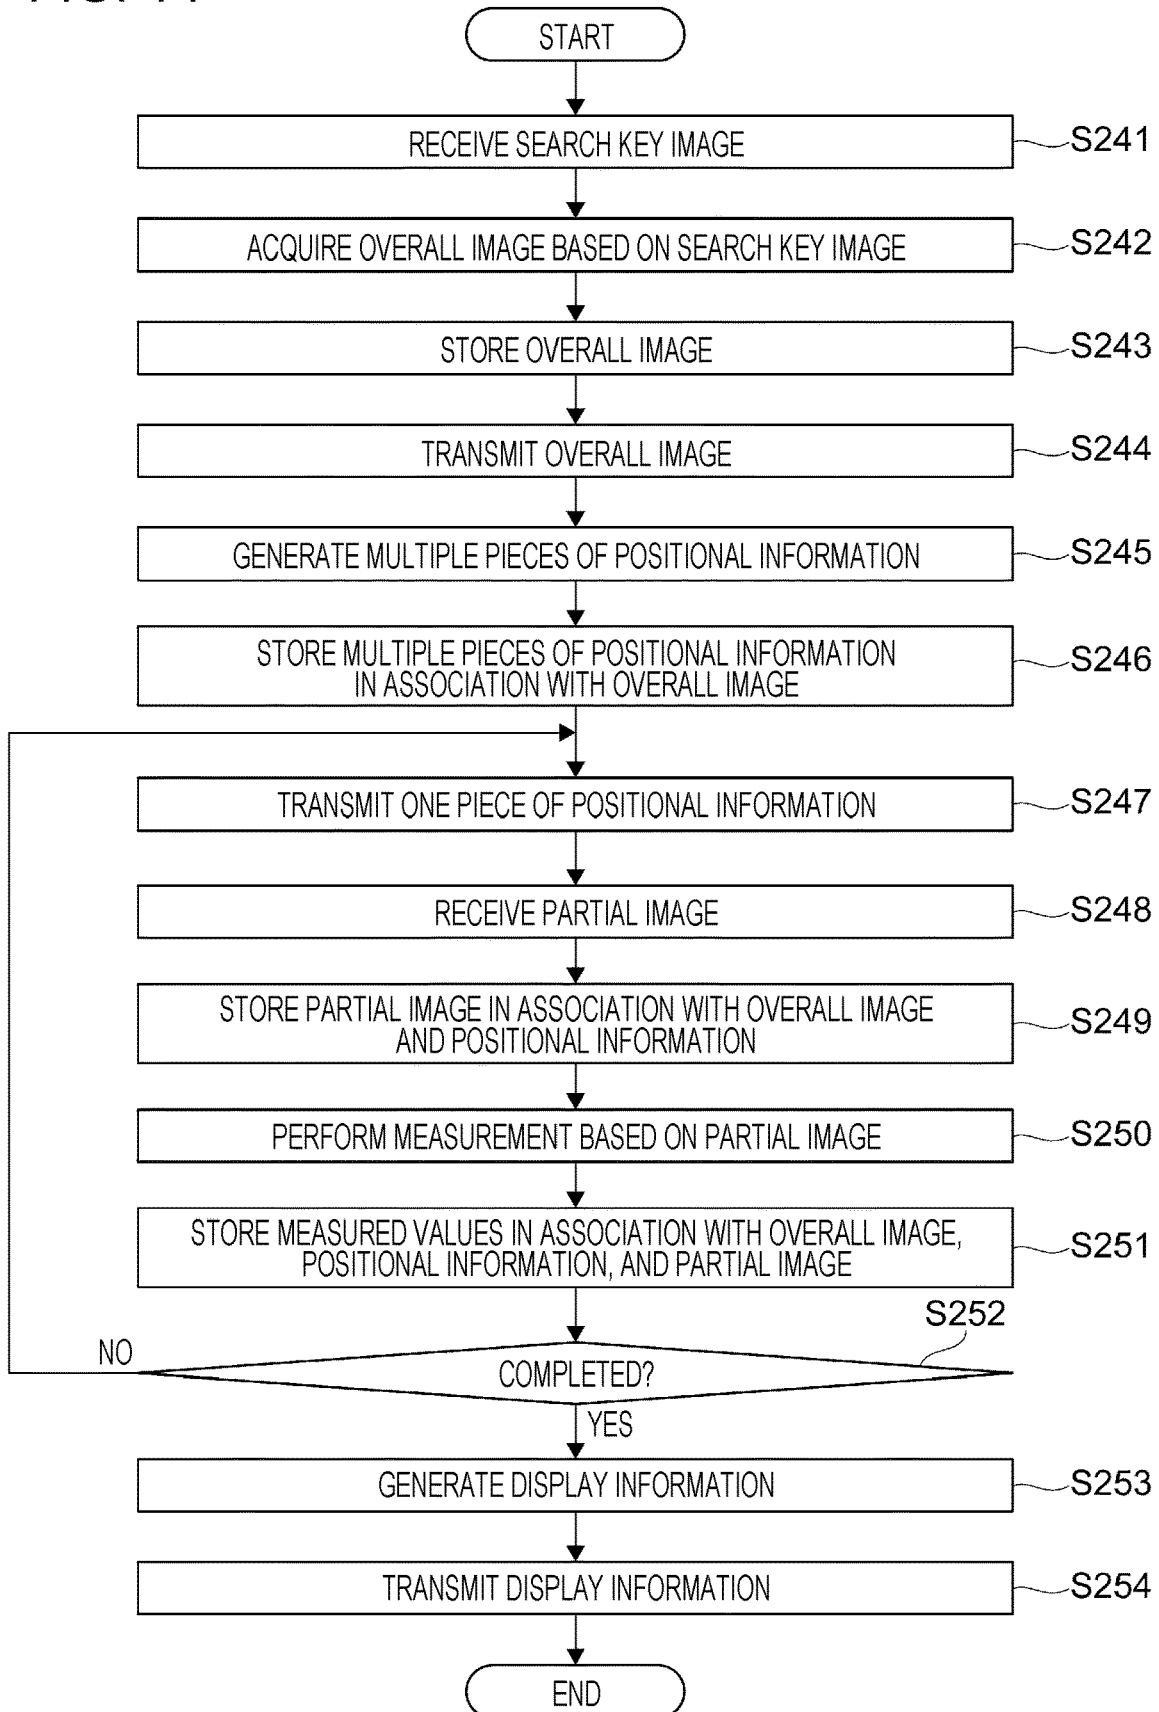 START
RECEIVE SEARCH KEY IMAGE
S241
ACQUIRE OVERALL IMAGE BASED ON SEARCH KEY IMAGE
S242
STORE OVERALL IMAGE
S243
TRANSMIT OVERALL IMAGE
S244
GENERATE MULTIPLE PIECES OF POSITIONAL INFORMATION
S245
STORE MULTIPLE PIECES OF POSITIONAL INFORMATION
IN ASSOCIATION WITH OVERALL IMAGE
S246
TRANSMIT ONE PIECE OF POSITIONAL INFORMATION
S247
RECEIVE PARTIAL IMAGE
S248
STORE PARTIAL IMAGE IN ASSOCIATION WITH OVERALL IMAGE
AND POSITIONAL INFORMATION
S249
PERFORM MEASUREMENT BASED ON PARTIAL IMAGE
S250
STORE MEASURED VALUES IN ASSOCIATION WITH OVERALL IMAGE,
POSITIONAL INFORMATION, AND PARTIAL IMAGE
S251
S252
NO
COMPLETED?
YES
GENERATE DISPLAY INFORMATION
S253
TRANSMIT DISPLAY INFORMATION
S254
END